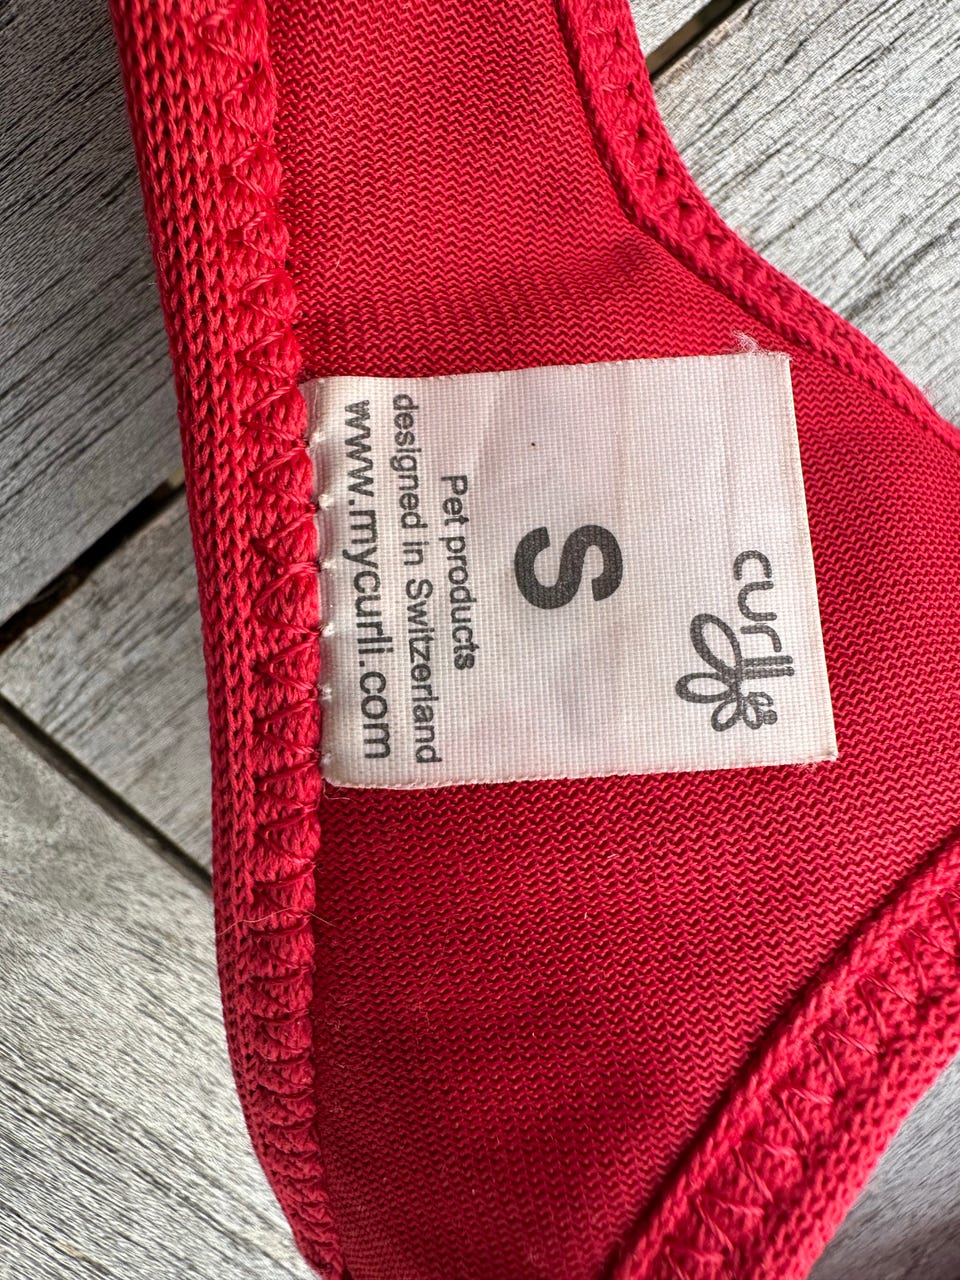 curli
S
Pet products
designed in Switzerland
www.mycurli.com